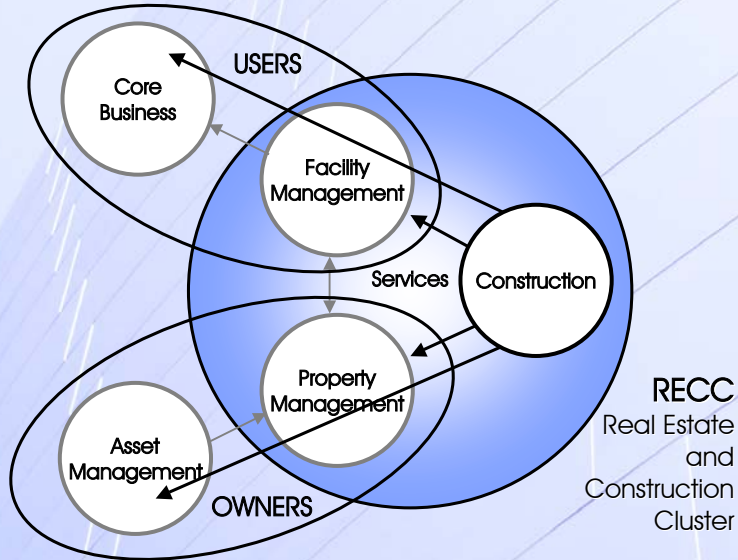 USERS
Core
Business
Facility
Management
Services
Construction
Property
Management
Asset
Management
OWNERS
RECC
Real Estate
and
Construction
Cluster